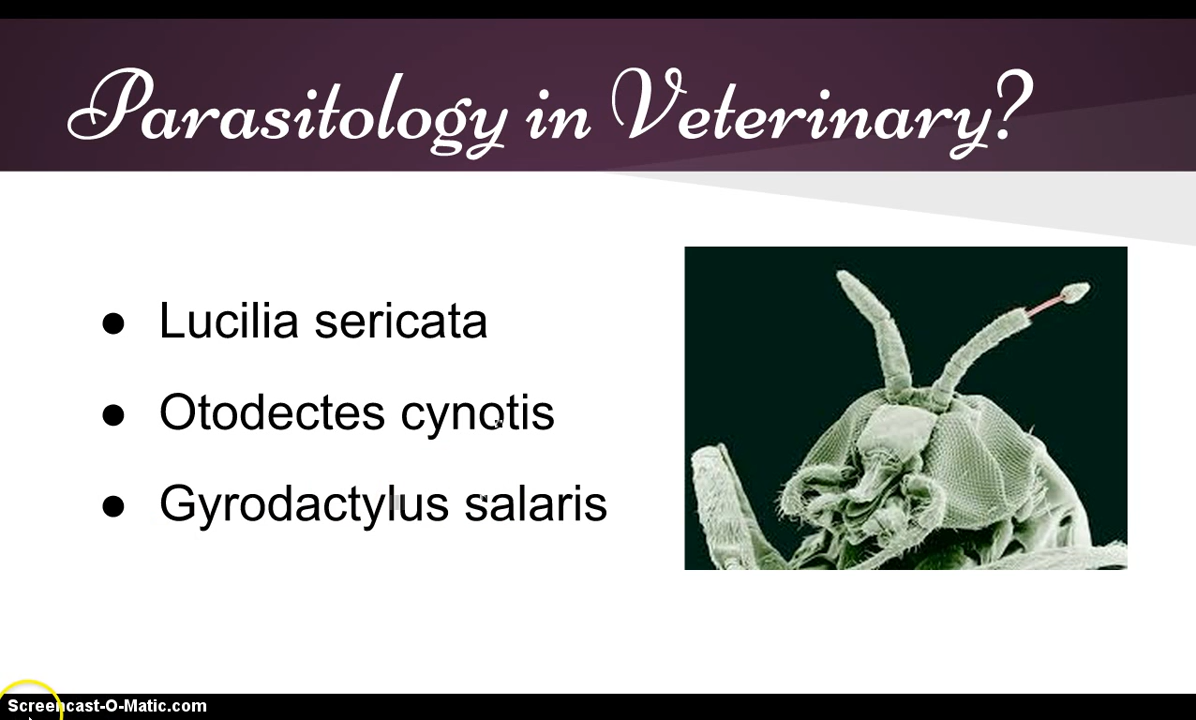 Parasitology in Veterinary?
● Lucilia sericata
● Otodectes cynotis
● Gyrodactylus salaris
Screencast-O-Matic.com